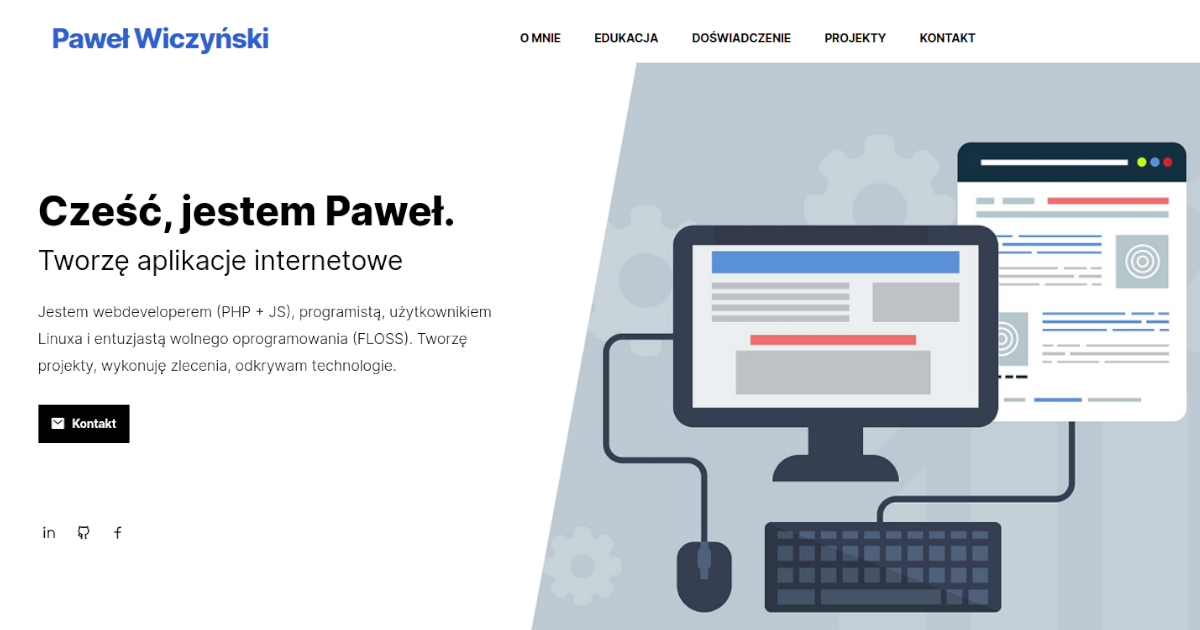 Paweł Wiczyński
O MNIE EDUKACJA DOŚWIADCZENIE PROJEKTY KONTAKT
Cześć, jestem Paweł.
Tworzę aplikacje internetowe
Jestem webdeveloperem (PHP + JS), programistą, użytkownikiem
Linuxa i entuzjastą wolnego oprogramowania (FLOSS). Tworzę
projekty, wykonuję zlecenia, odkrywam technologie.
Kontakt